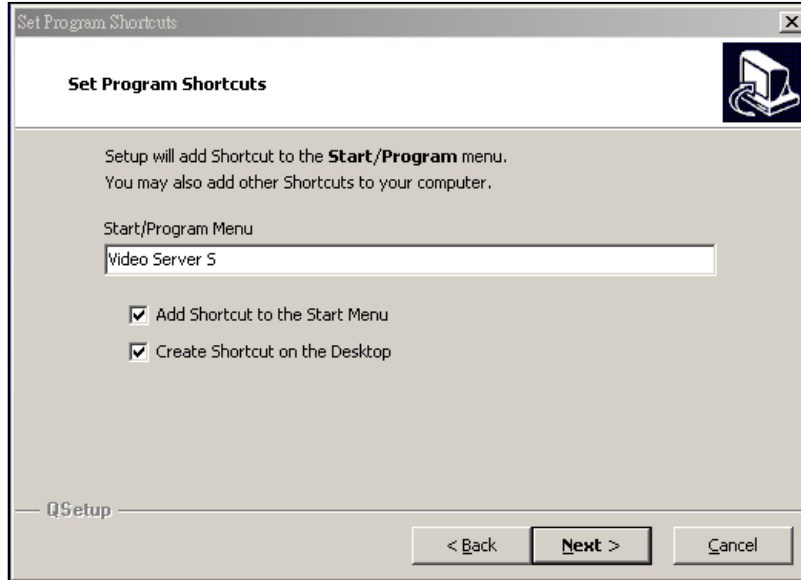 Set Program Shortcuts
Set Program Shortcuts
Setup will add Shortcut to the Start/Program menu.
You may also add other Shortcuts to your computer.
Start/Program Menu
Video Server S
Add Shortcut to the Start Menu
Create Shortcut on the Desktop
QSetup
< Back Next > Cancel